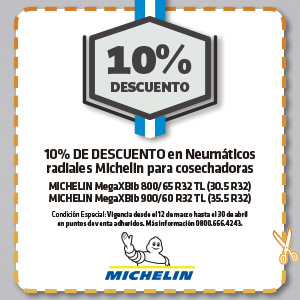 10%
DESCUENTO
10% DE DESCUENTO en Neumáticos
radiales Michelin para cosechadoras
MICHELIN MegaXBib 800/65 R32 TL (30.5 R32)
MICHELIN MegaXBib 900/60 R32 TL (35.5 R32)
Condición Especial: Vigencia desde el 12 de marzo hasta el 30 de abril
en puntos de venta adheridos. Más información 0800.666.4243.
MICHELIN